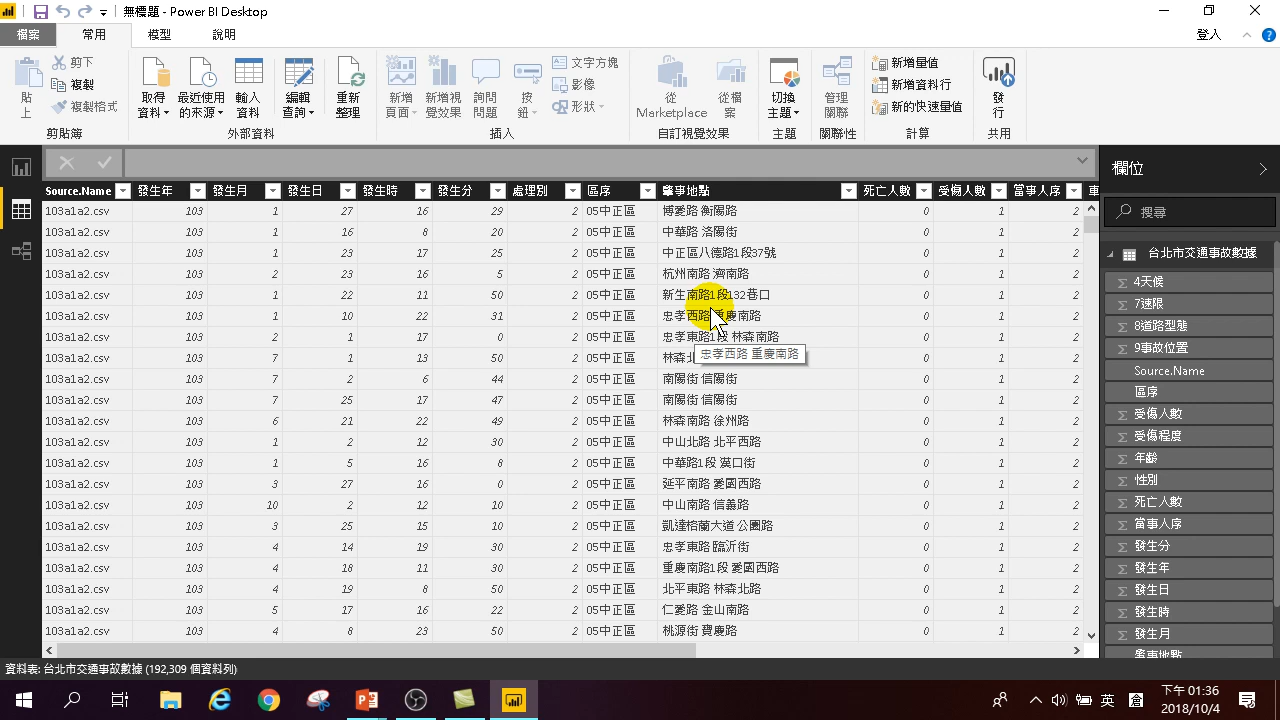 無標題 - Power BI Desktop
檔案 常用 模型 說明 登入
貼上 剪下 複製 複製格式 取得資料 最近使用的來源 輸入資料 編輯查詢 重新整理 新增頁面 新增視覺效果 詢問問題 按鈕 文字方塊 影像 形狀 從 Marketplace 從檔案 切換主題 管理關聯 新增量值 新增資料行 新的快速量值 發行
剪貼簿 外部資料 插入 自訂視覺效果 主題 關聯性 計算 共用
Source.Name 發生年 發生月 發生日 發生時 發生分 處理別 區序 肇事地點 死亡人數 受傷人數 當事人序 車
103a1a2.csv 103 1 27 16 29 2 05中正區 博愛路 衡陽路 0 1 2
103a1a2.csv 103 1 16 8 20 2 05中正區 中華路 洛陽街 0 1 2
103a1a2.csv 103 1 23 17 25 2 05中正區 中正區八德路1段37號 0 1 2
103a1a2.csv 103 2 23 16 5 2 05中正區 杭州南路 濟南路 0 1 2
103a1a2.csv 103 1 22 11 50 2 05中正區 新生南路1段132巷口 0 1 2
103a1a2.csv 103 1 10 22 31 2 05中正區 忠孝西路 重慶南路 0 1 2
103a1a2.csv 103 2 1 9 0 2 05中正區 忠孝東路1段 林森南路 0 1 2
103a1a2.csv 103 7 1 13 50 2 05中正區 林森北 0 1 2
忠孝西路 重慶南路
103a1a2.csv 103 7 2 6 44 2 05中正區 南陽街 信陽街 0 1 2
103a1a2.csv 103 7 25 17 47 2 05中正區 南陽街 信陽街 0 1 2
103a1a2.csv 103 6 21 22 49 2 05中正區 林森南路 徐州路 0 1 2
103a1a2.csv 103 1 2 12 30 2 05中正區 中山北路 北平西路 0 1 2
103a1a2.csv 103 1 5 16 8 2 05中正區 中華路1段 漢口街 0 1 2
103a1a2.csv 103 3 27 16 0 2 05中正區 延平南路 愛國西路 0 1 2
103a1a2.csv 103 10 2 2 10 2 05中正區 中山南路 信義路 0 1 2
103a1a2.csv 103 3 25 15 10 2 05中正區 凱達格蘭大道 公園路 0 1 2
103a1a2.csv 103 4 14 13 30 2 05中正區 忠孝東路 臨沂街 0 1 2
103a1a2.csv 103 4 18 11 30 2 05中正區 重慶南路1段 愛國西路 0 1 2
103a1a2.csv 103 4 19 6 50 2 05中正區 北平東路 林森北路 0 1 2
103a1a2.csv 103 5 17 16 22 2 05中正區 仁愛路 金山南路 0 1 2
103a1a2.csv 103 4 8 23 50 2 05中正區 桃源街 寶慶路 0 1 2
欄位
搜尋
台北市交通事故數據
4天候
7速限
8道路型態
9事故位置
Source.Name
區序
受傷人數
受傷程度
年齡
性別
死亡人數
當事人序
發生分
發生年
發生日
發生時
發生月
肇事地點
資料表: 台北市交通事故數據 (192,309 個資料列)
英
下午 01:36
2018/10/4